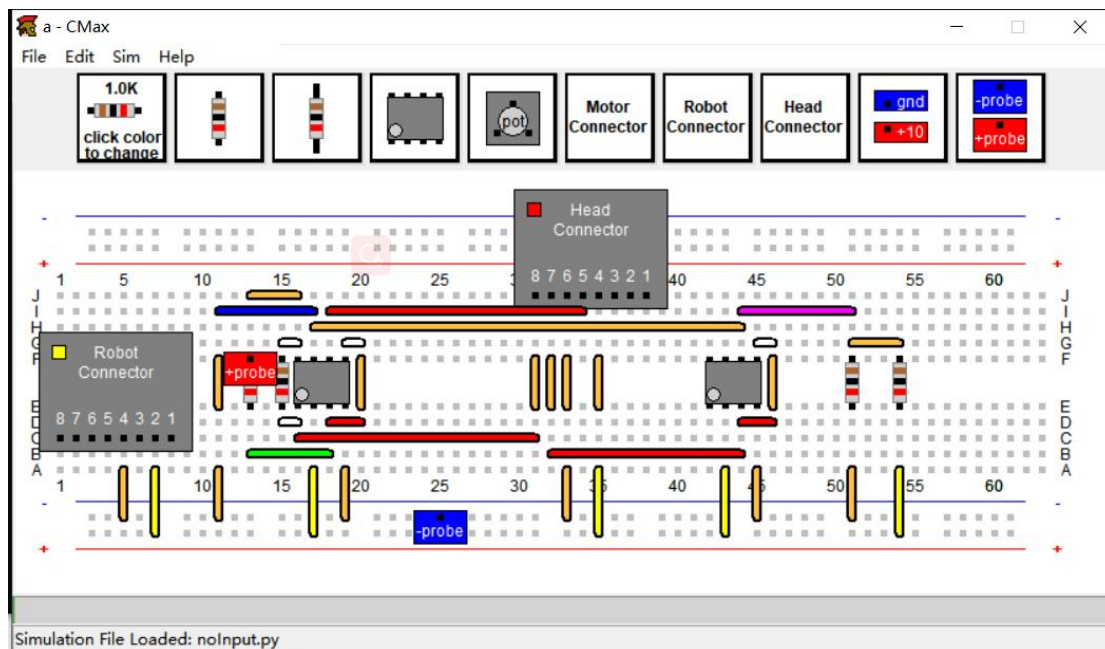 a - CMax
File Edit Sim Help
1.0K
click color
to change
pot
Motor
Connector
Robot
Connector
Head
Connector
gnd
+10
-probe
+probe
Head
Connector
- -
+ +
1 5 10 15 20 25 40 45 50 55 60
8 7 6 5 4 3 2 1
J J
I I
H H
G G
F F
Robot
Connector
+probe
E E
D D
8 7 6 5 4 3 2 1
C C
B B
A A
1 5 10 15 20 25 30 35 40 45 50 55 60
- -
-probe
+ +
Simulation File Loaded: noInput.py